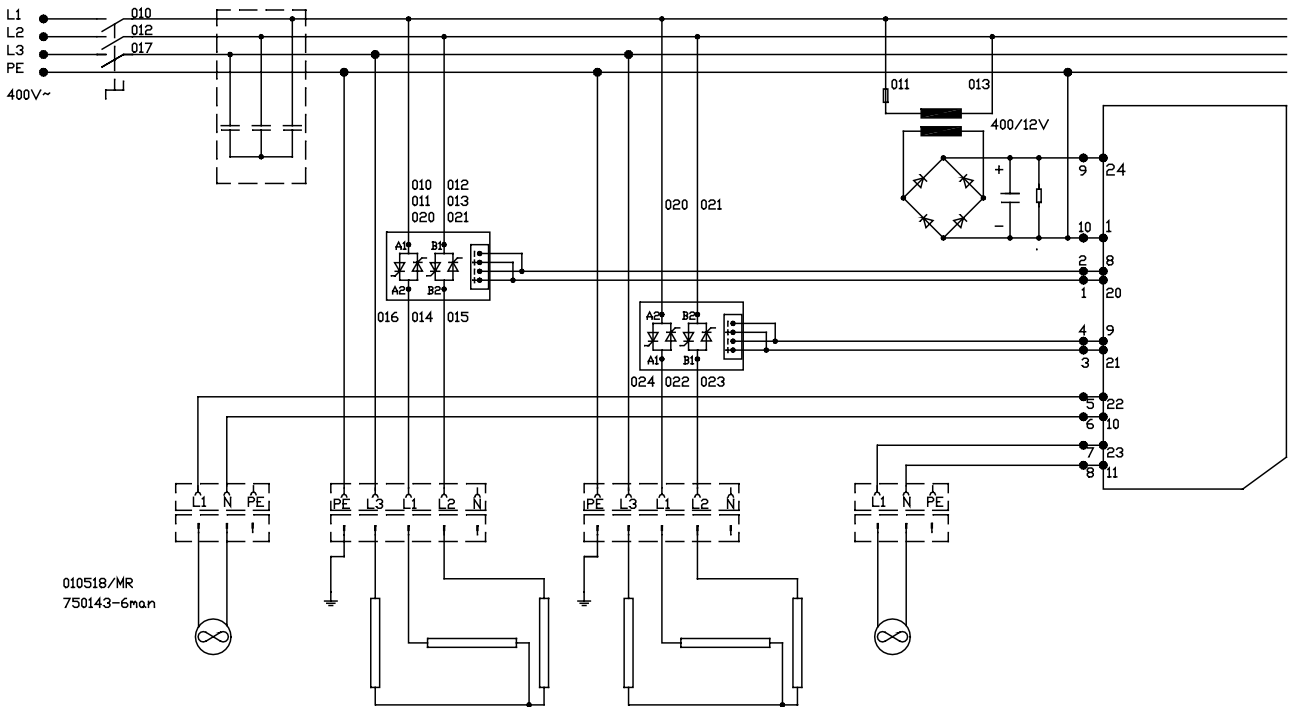 L1 010
L2 012
L3 017
PE
400V~
011 013
400/12V
+
9 24
−
10 1
010 012
011 013
020 021
020 021
A1 B1
A2 B2
2 8
1 20
016 014 015
A2 B2
A1 B1
4 9
3 21
024 022 023
5 22
6 10
7 23
8 11
L1 N PE
PE L3 L1 L2 N
PE L3 L1 L2 N
L1 N PE
010518/MR
750143-6man